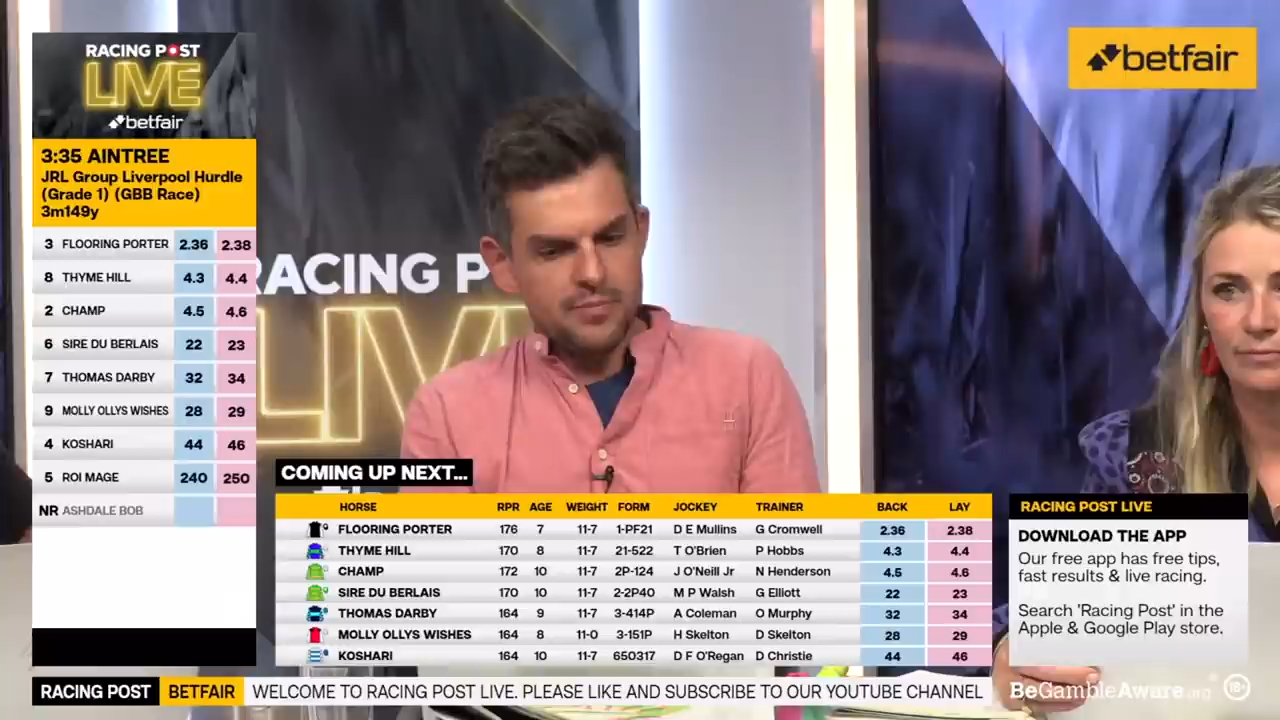 RACING POST
LIVE
betfair
3:35 AINTREE
JRL Group Liverpool Hurdle
(Grade 1) (GBB Race)
3m149y
3 FLOORING PORTER 2.36 2.38
8 THYME HILL 4.3 4.4
2 CHAMP 4.5 4.6
6 SIRE DU BERLAIS 22 23
7 THOMAS DARBY 32 34
9 MOLLY OLLYS WISHES 28 29
4 KOSHARI 44 46
5 ROI MAGE 240 250
NR ASHDALE BOB
betfair
RACING P
LIV
COMING UP NEXT...
HORSE RPR AGE WEIGHT FORM JOCKEY TRAINER BACK LAY
FLOORING PORTER 176 7 11-7 1-PF21 D E Mullins G Cromwell 2.36 2.38
THYME HILL 170 8 11-7 21-522 T O'Brien P Hobbs 4.3 4.4
CHAMP 172 10 11-7 2P-124 J O'Neill Jr N Henderson 4.5 4.6
SIRE DU BERLAIS 170 10 11-7 2-2P40 M P Walsh G Elliott 22 23
THOMAS DARBY 164 9 11-7 3-414P A Coleman O Murphy 32 34
MOLLY OLLYS WISHES 164 8 11-0 3-151P H Skelton D Skelton 28 29
KOSHARI 164 10 11-7 650317 D F O'Regan D Christie 44 46
RACING POST LIVE
DOWNLOAD THE APP
Our free app has free tips,
fast results & live racing.
Search 'Racing Post' in the
Apple & Google Play store.
RACING POST BETFAIR WELCOME TO RACING POST LIVE. PLEASE LIKE AND SUBSCRIBE TO OUR YOUTUBE CHANNEL
BeGambleAware.org 18+